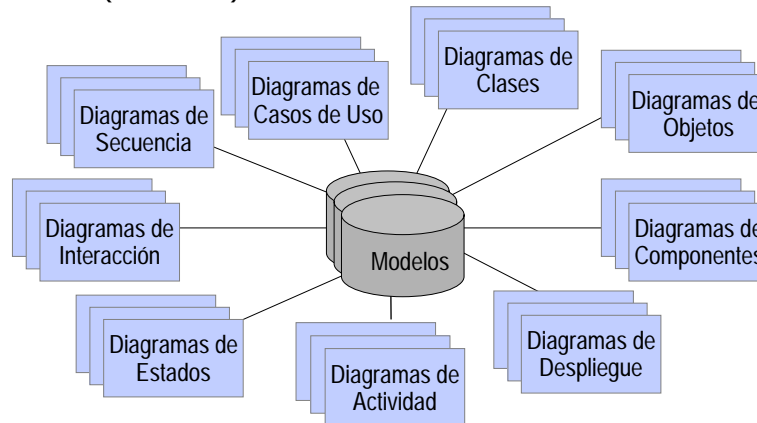 Diagramas de
Casos de Uso
Diagramas de
Clases
Diagramas de
Secuencia
Diagramas de
Objetos
Diagramas de
Interacción
Modelos
Diagramas de
Componentes
Diagramas de
Estados
Diagramas de
Actividad
Diagramas de
Despliegue